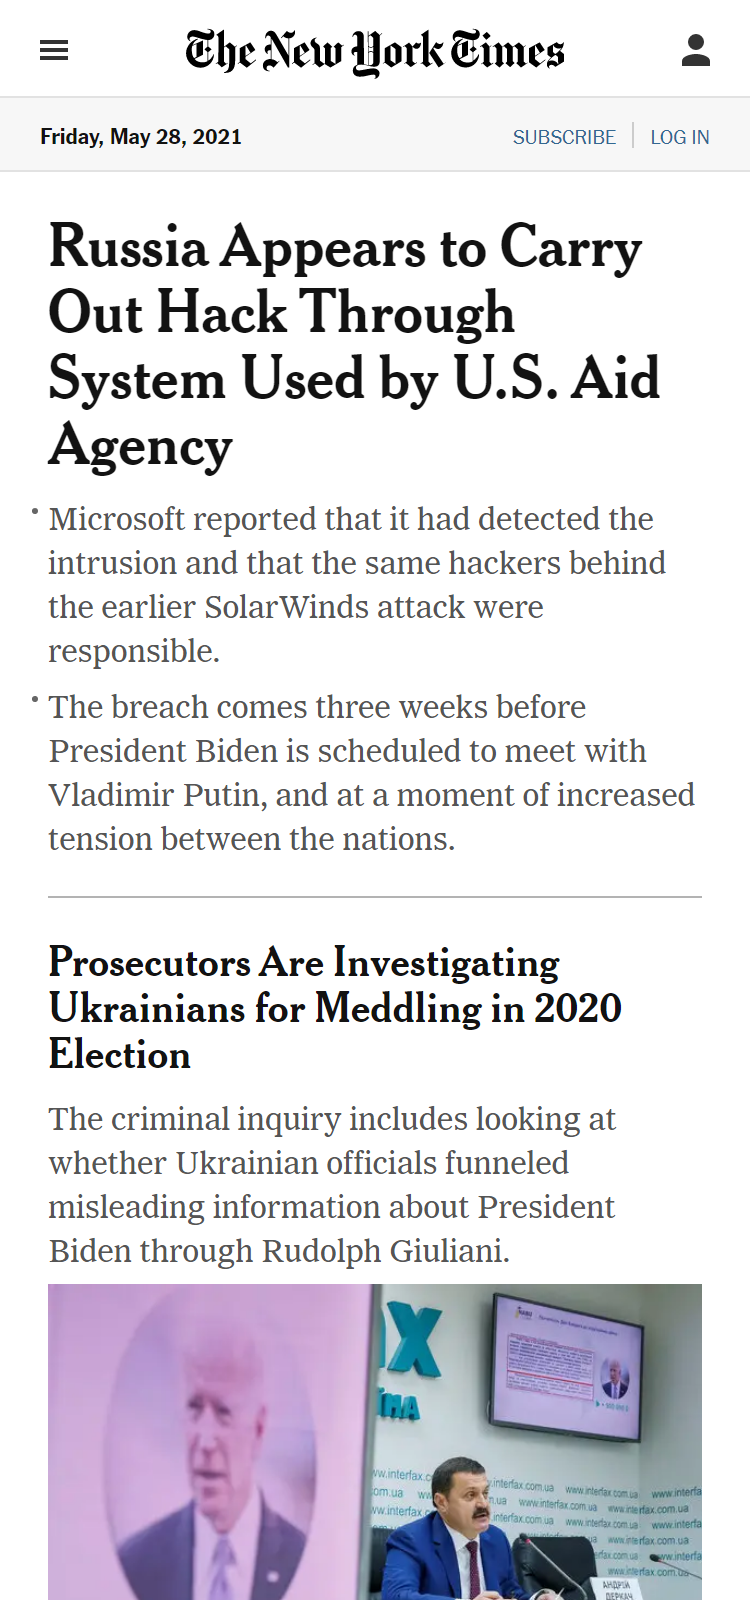 The New York Times
Friday, May 28, 2021
SUBSCRIBE
LOG IN
Russia Appears to Carry
Out Hack Through
System Used by U.S. Aid
Agency
• Microsoft reported that it had detected the
intrusion and that the same hackers behind
the earlier SolarWinds attack were
responsible.
• The breach comes three weeks before
President Biden is scheduled to meet with
Vladimir Putin, and at a moment of increased
tension between the nations.
Prosecutors Are Investigating
Ukrainians for Meddling in 2020
Election
The criminal inquiry includes looking at
whether Ukrainian officials funneled
misleading information about President
Biden through Rudolph Giuliani.
www.interfax.com.ua
www.interfax.com.ua
www.interfax.com.ua
www.interfax.com.ua
АНДРІЙ
ДЕРКАЧ